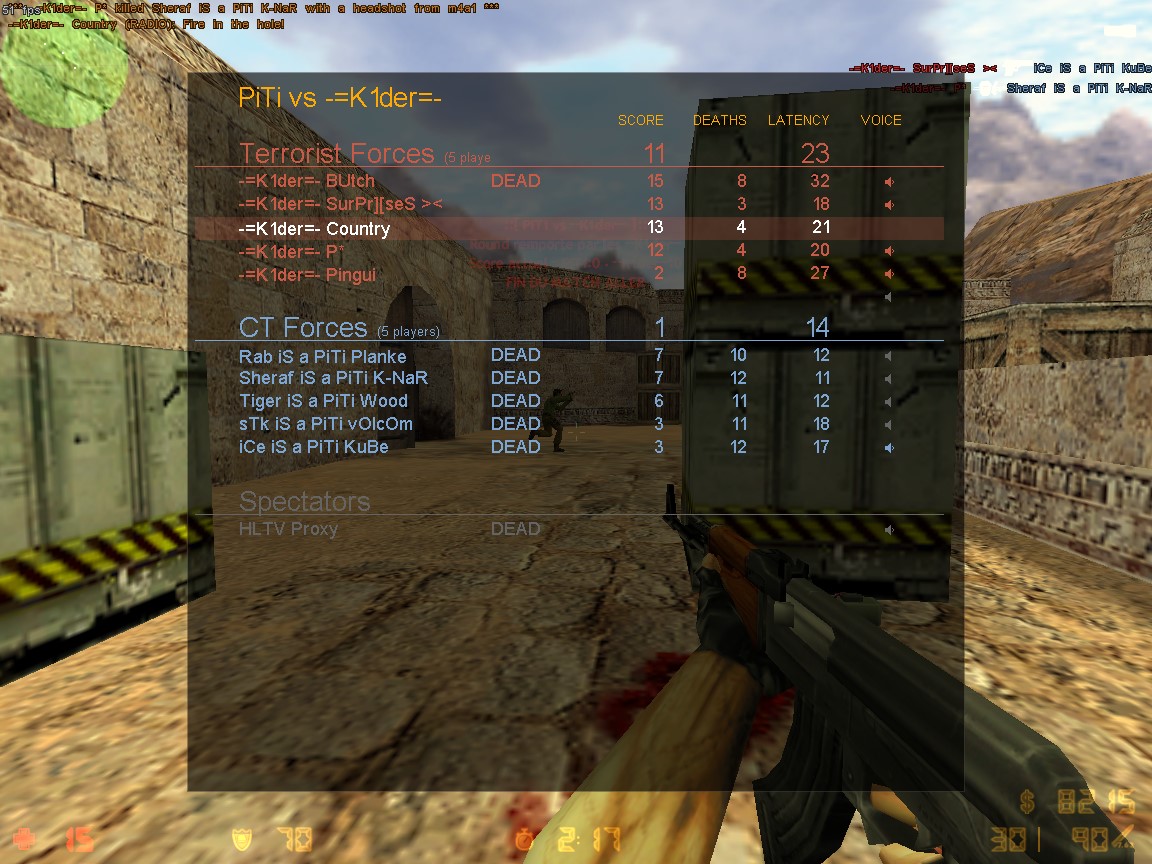 51 fps -=K1der=- P* killed Sheraf iS a PiTi K-NaR with a headshot from m4a1 ***
-=K1der=- Country (RADIO): Fire in the hole!
-=K1der=- SurPr][seS >< iCe iS a PiTi KuBe
-=K1der=- P* Sheraf iS a PiTi K-NaR
PiTi vs -=K1der=-
SCORE DEATHS LATENCY VOICE
Terrorist Forces (5 playe 11 23
-=K1der=- BUtch DEAD 15 8 32
-=K1der=- SurPr][seS >< 13 3 18
-=K1der=- Country 13 4 21
-=K1der=- P* 12 4 20
-=K1der=- Pingui 2 8 27
CT Forces (5 players) 1 14
Rab iS a PiTi Planke DEAD 7 10 12
Sheraf iS a PiTi K-NaR DEAD 7 12 11
Tiger iS a PiTi Wood DEAD 6 11 12
sTk iS a PiTi vOlcOm DEAD 3 11 18
iCe iS a PiTi KuBe DEAD 3 12 17
Spectators
HLTV Proxy DEAD
$ 8215
15 70 2:17 30 | 90